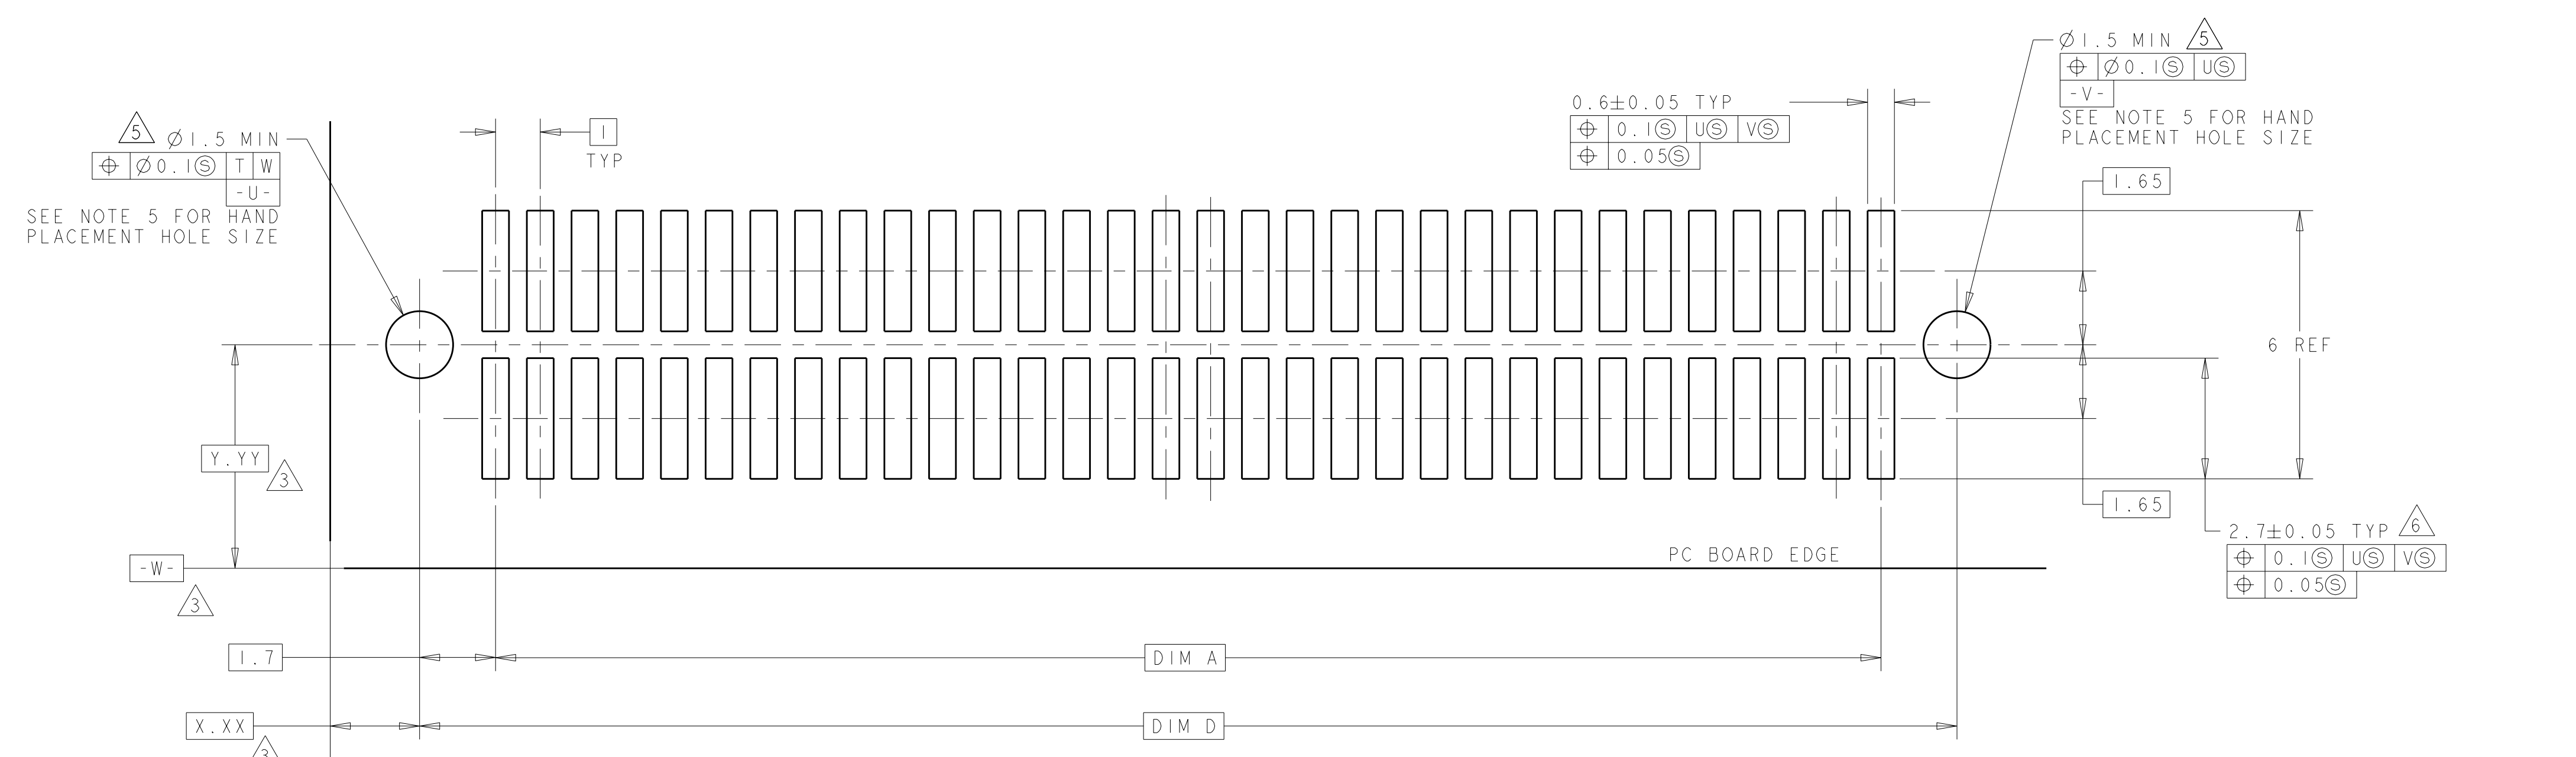 5 Ø1.5 MIN
⌖ Ø0.1Ⓢ T W
-U-
SEE NOTE 5 FOR HAND
PLACEMENT HOLE SIZE
1
TYP
0.6±0.05 TYP
⌖ 0.1Ⓢ UⓈ VⓈ
⌖ 0.05Ⓢ
Ø1.5 MIN 5
⌖ Ø0.1Ⓢ UⓈ
-V-
SEE NOTE 5 FOR HAND
PLACEMENT HOLE SIZE
1.65
6 REF
1.65
2.7±0.05 TYP 6
⌖ 0.1Ⓢ UⓈ VⓈ
⌖ 0.05Ⓢ
Y.YY 3
PC BOARD EDGE
-W-
3
1.7
DIM A
X.XX
3
DIM D